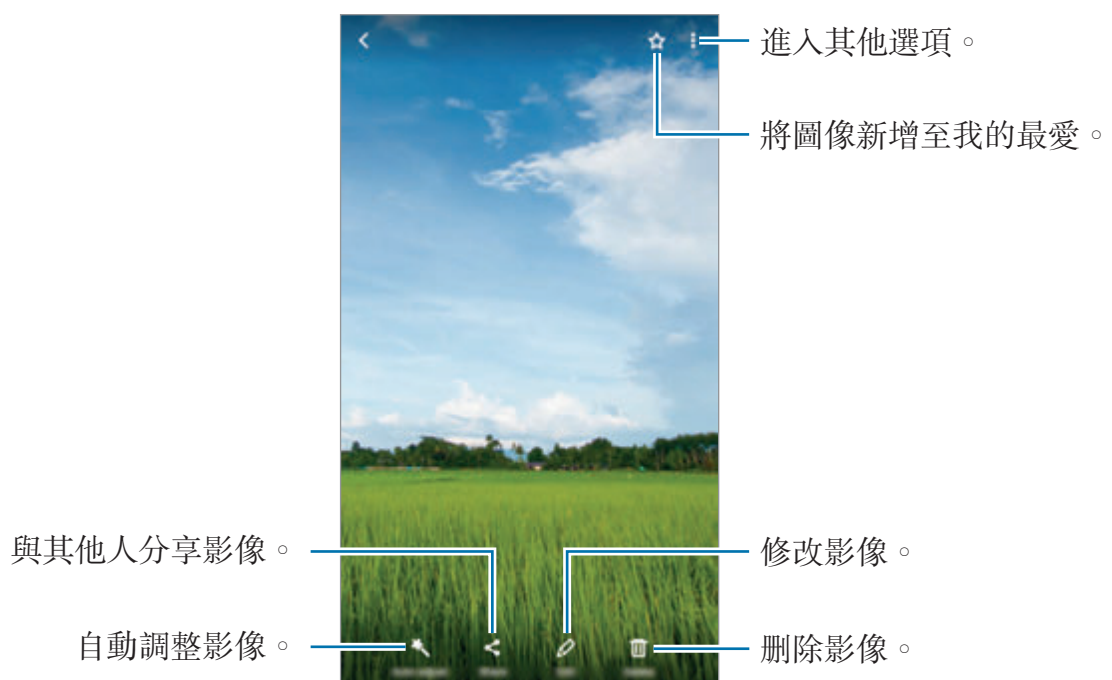 進入其他選項。
將圖像新增至我的最愛。
與其他人分享影像。
修改影像。
自動調整影像。
刪除影像。